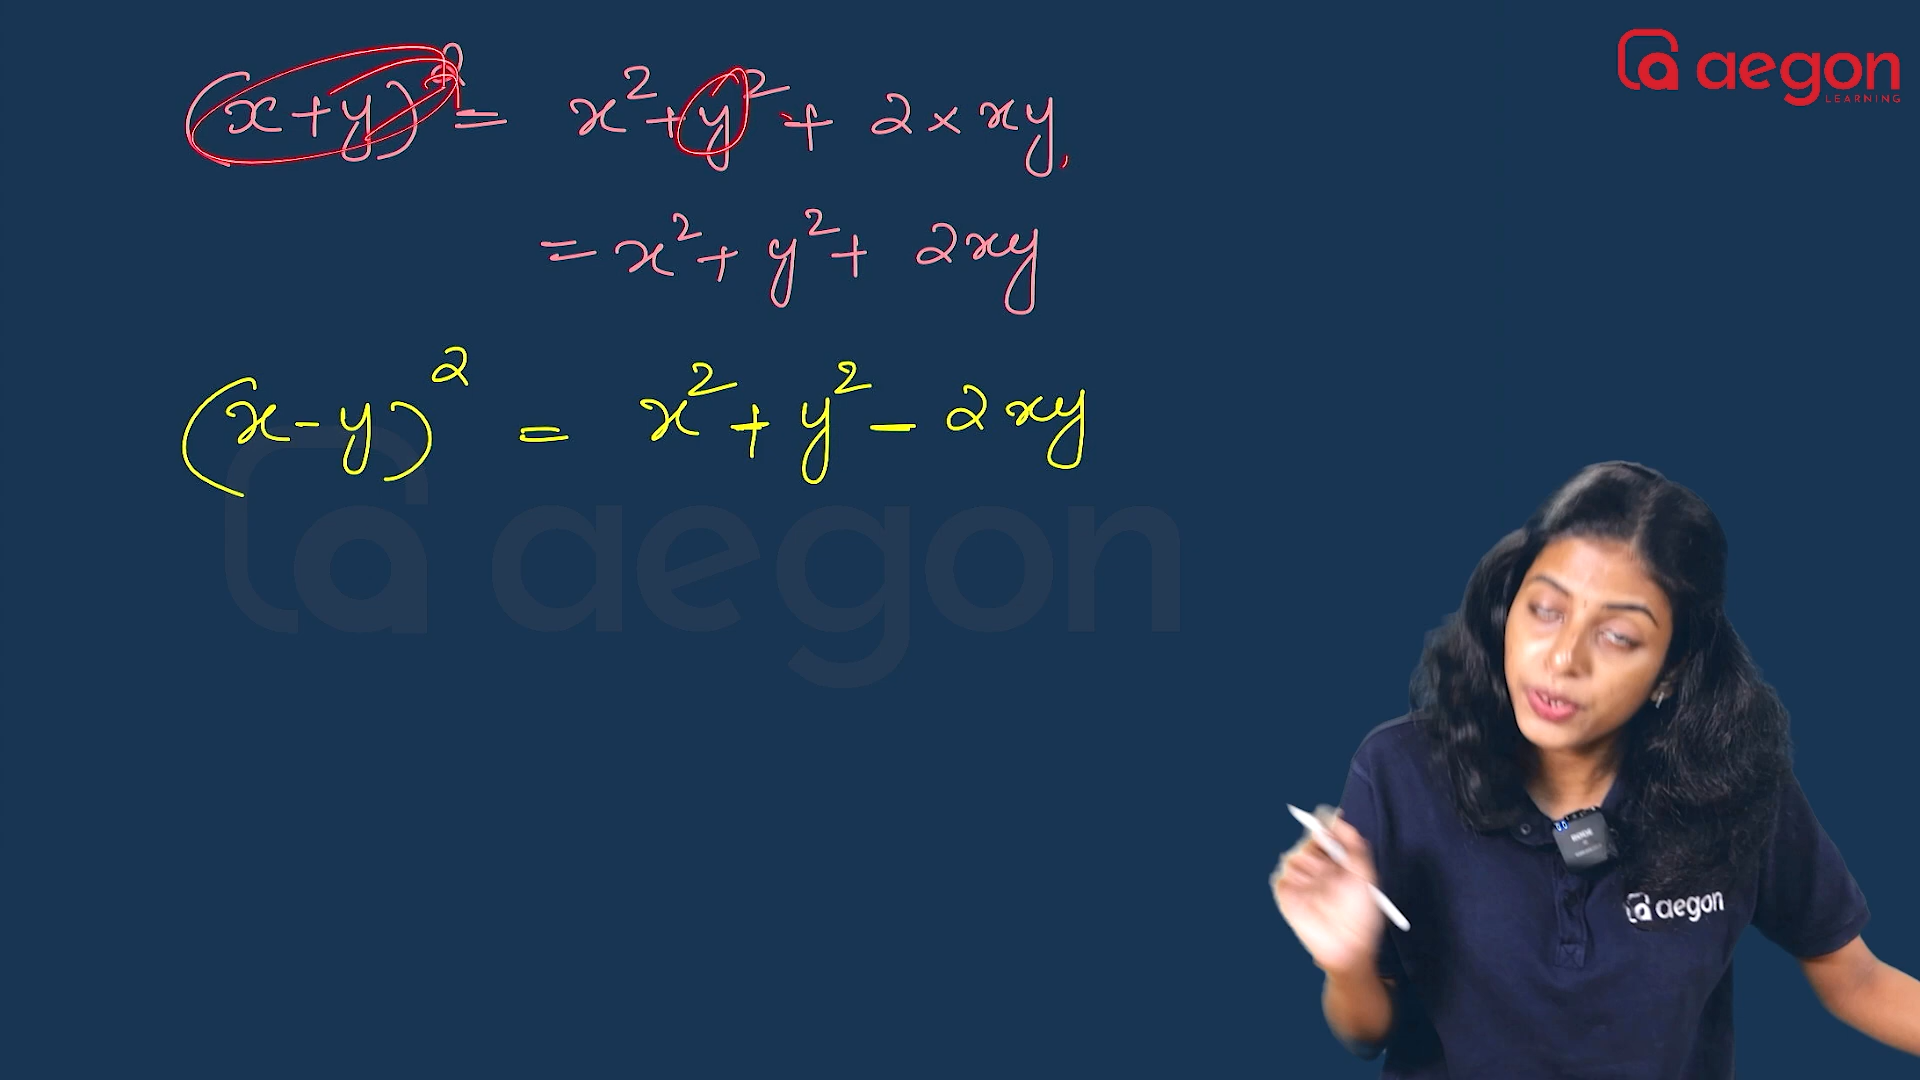 (x+y)² = x²+y² + 2×xy
= x²+ y²+ 2xy
(x-y)² = x²+ y² - 2xy
a aegon
LEARNING
a aegon
a aegon